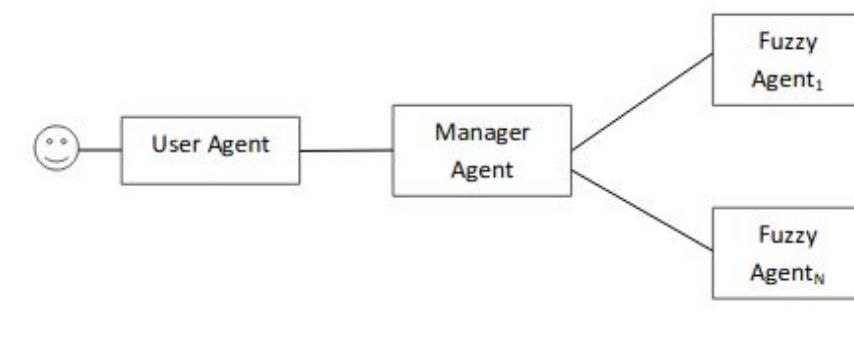 Fuzzy
Agent₁
User Agent
Manager
Agent
Fuzzy
Agentₙ